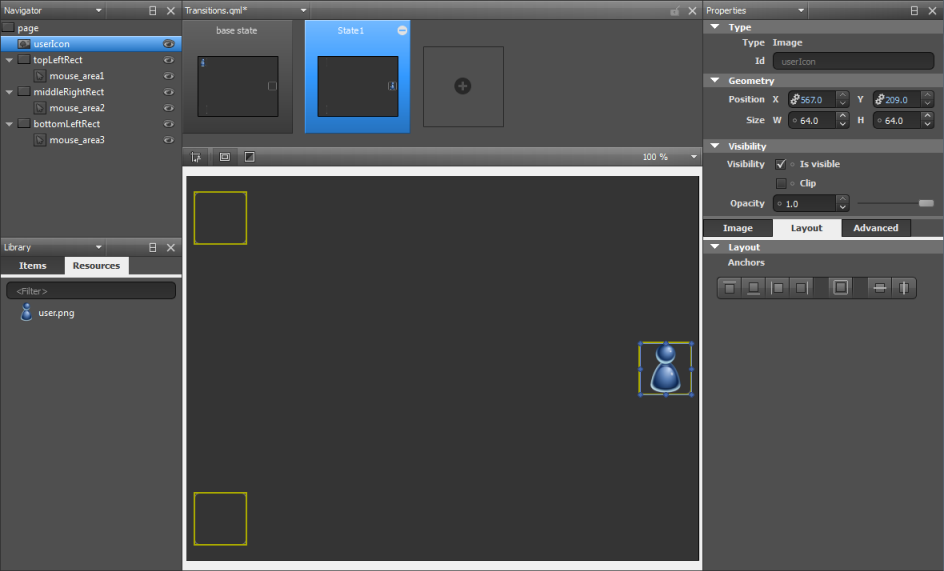 Navigator
page
userIcon
topLeftRect
mouse_area1
middleRightRect
mouse_area2
bottomLeftRect
mouse_area3
Library
Items Resources
<Filter>
user.png
Transitions.qml*
base state State1
100 %
Properties
Type
Type Image
Id userIcon
Geometry
Position X 567.0 Y 209.0
Size W 64.0 H 64.0
Visibility
Visibility Is visible
Clip
Opacity 1.0
Image Layout Advanced
Layout
Anchors